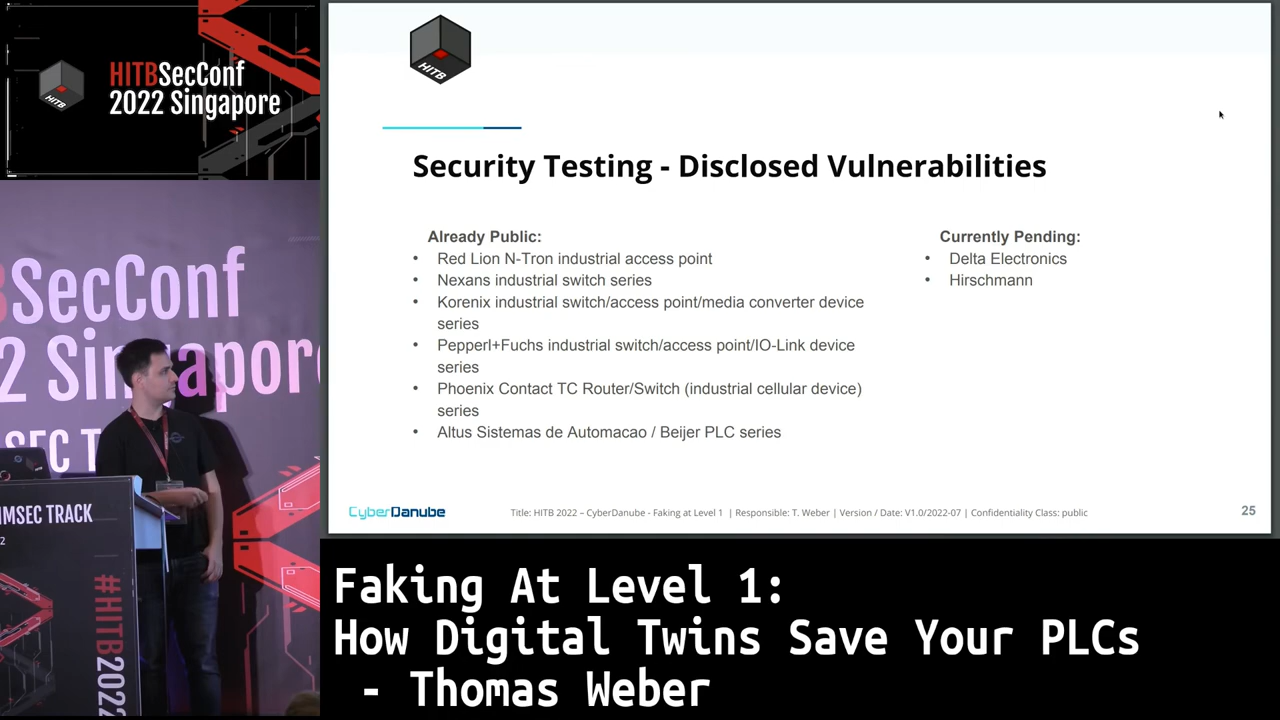 HITBSecConf
2022 Singapore
HITB
HITB
Security Testing - Disclosed Vulnerabilities
Already Public:
• Red Lion N-Tron industrial access point
• Nexans industrial switch series
• Korenix industrial switch/access point/media converter device
series
• Pepperl+Fuchs industrial switch/access point/IO-Link device
series
• Phoenix Contact TC Router/Switch (industrial cellular device)
series
• Altus Sistemas de Automacao / Beijer PLC series
Currently Pending:
• Delta Electronics
• Hirschmann
CyberDanube
Title: HITB 2022 – CyberDanube - Faking at Level 1 | Responsible: T. Weber | Version / Date: V1.0/2022-07 | Confidentiality Class: public
25
BSecConf
2 Singapor
SEC T
MSEC TRACK
2
#HITB2022
Faking At Level 1:
How Digital Twins Save Your PLCs
- Thomas Weber